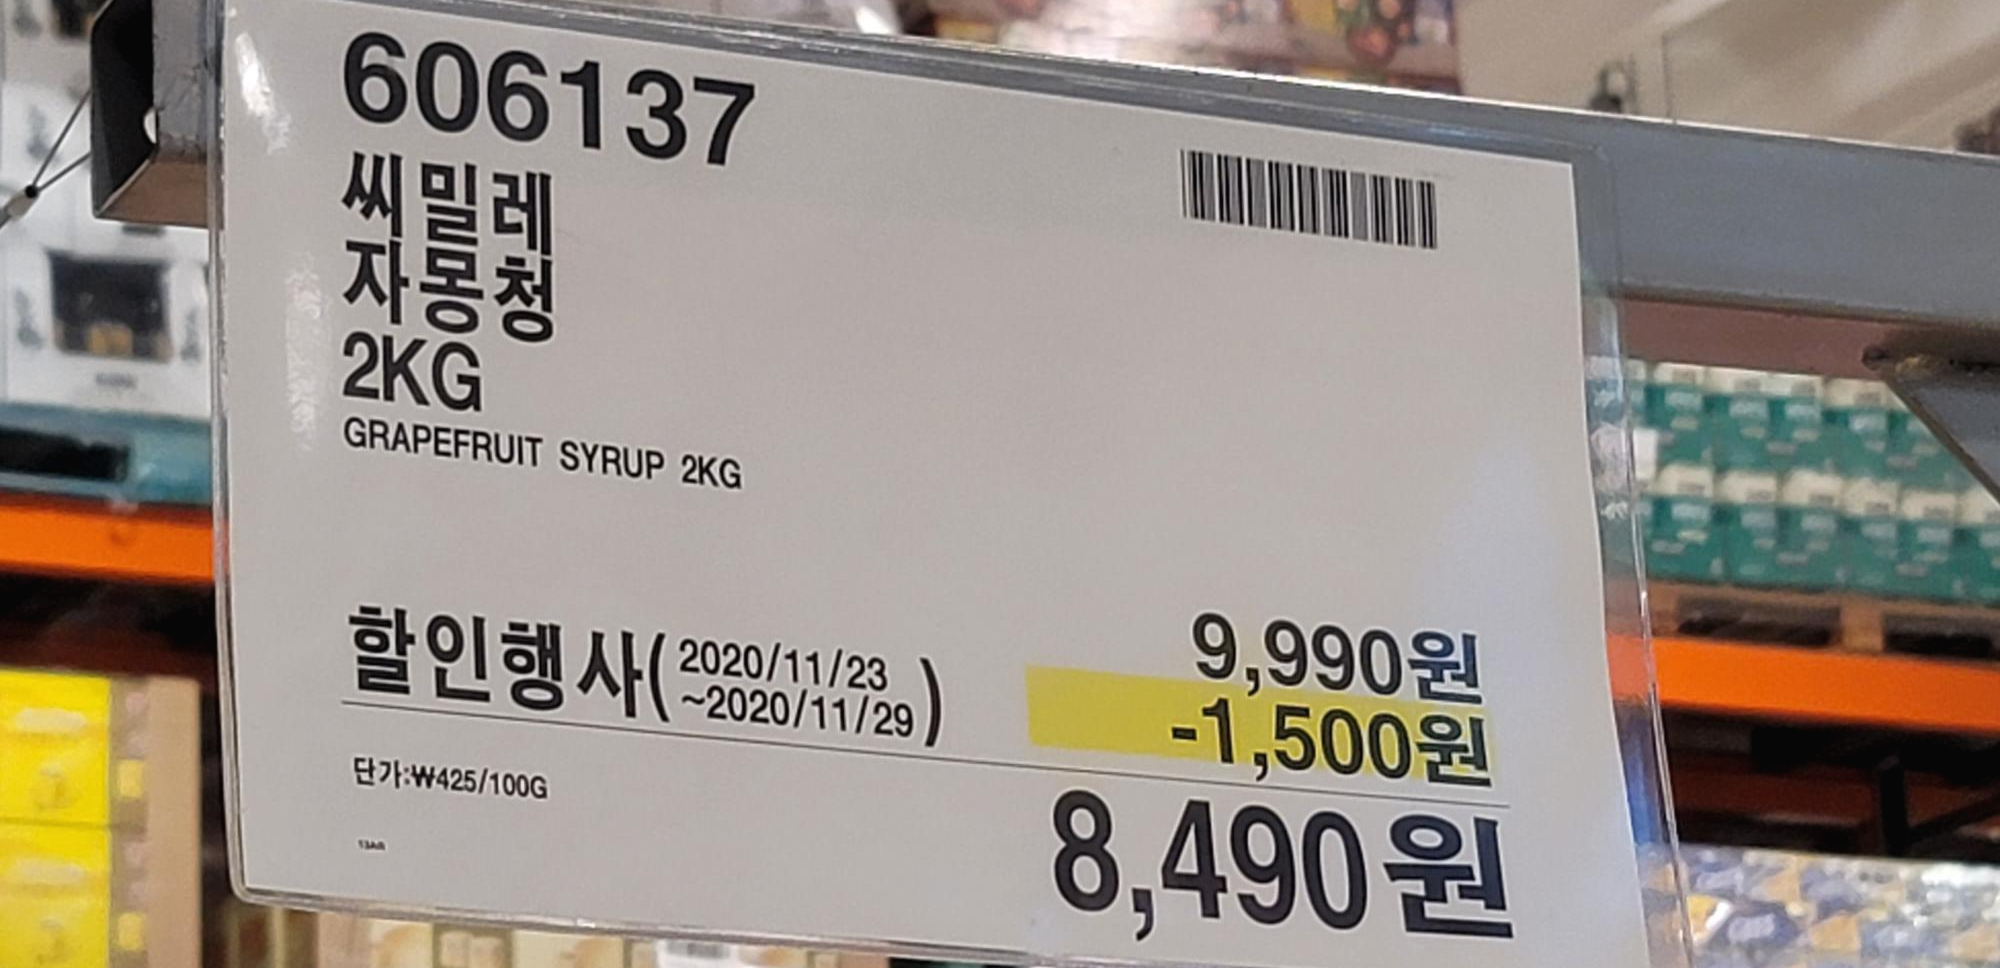 606137
씨밀레
자몽청
2KG
GRAPEFRUIT SYRUP 2KG
할인행사(2020/11/23
~2020/11/29)
9,990원
-1,500원
단가:₩425/100G
8,490원